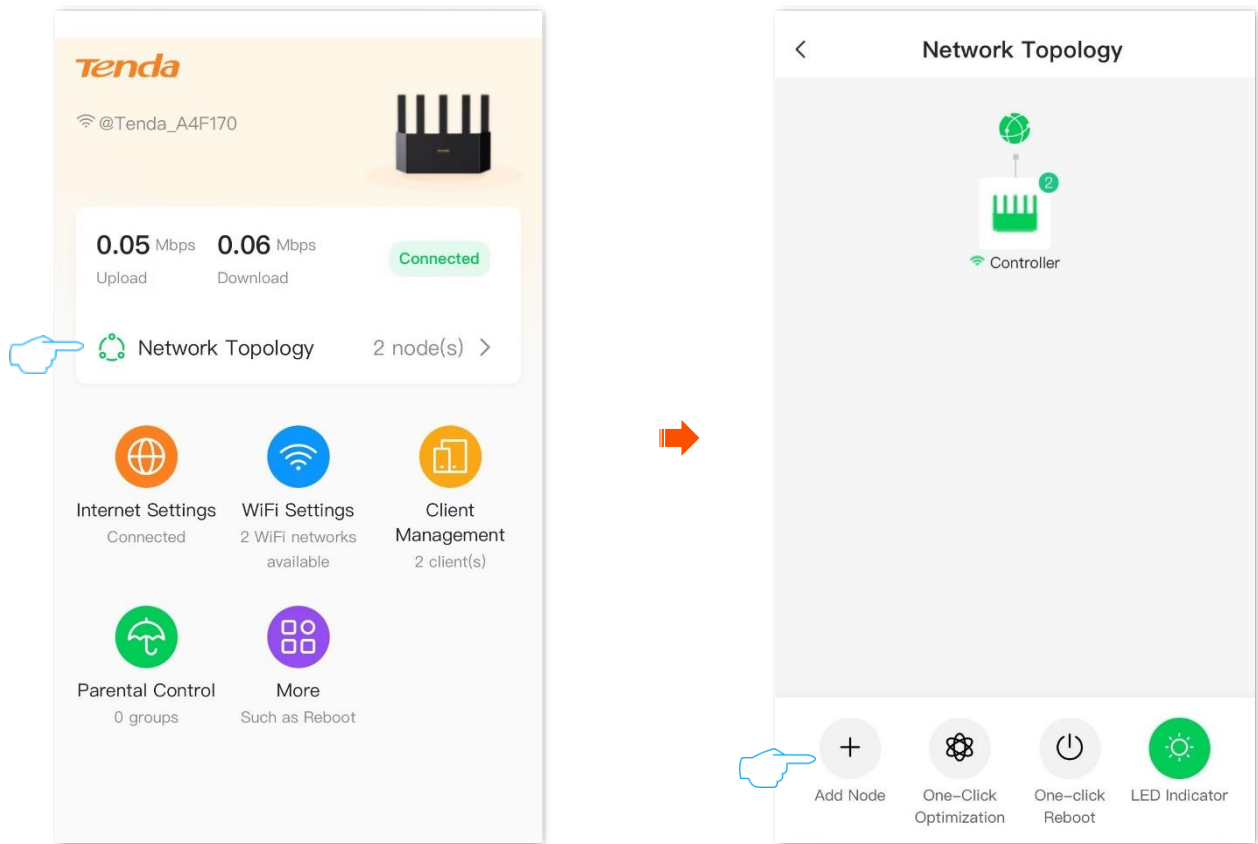 Tenda
@Tenda_A4F170
0.05 Mbps 0.06 Mbps
Upload Download
Connected
Network Topology 2 node(s)
Internet Settings
Connected
WiFi Settings
2 WiFi networks
available
Client
Management
2 client(s)
Parental Control
0 groups
More
Such as Reboot
Network Topology
2
Controller
Add Node
One-Click
Optimization
One-click
Reboot
LED Indicator